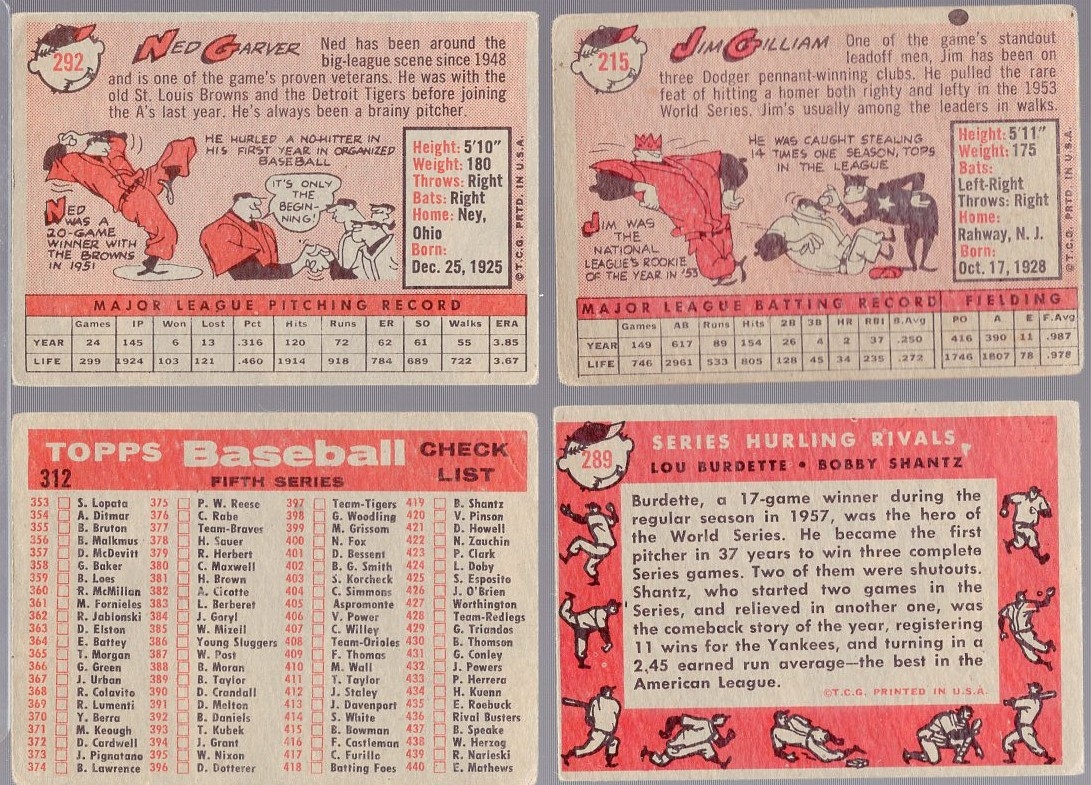 292
NED GARVER
Ned has been around the
big-league scene since 1948
and is one of the game's proven veterans. He was with the
old St. Louis Browns and the Detroit Tigers before joining
the A's last year. He's always been a brainy pitcher.
HE HURLED A NO-HITTER IN
HIS FIRST YEAR IN ORGANIZED
BASEBALL
IT'S ONLY
THE
BEGIN-
NING!
NED
WAS A
20-GAME
WINNER WITH
THE BROWNS
IN 1951
Height: 5'10"
Weight: 180
Throws: Right
Bats: Right
Home: Ney,
Ohio
Born:
Dec. 25, 1925
© T.C.G. PRTD. IN U.S.A.
MAJOR LEAGUE PITCHING RECORD
Games IP Won Lost Pct Hits Runs ER SO Walks ERA
YEAR 24 145 6 13 .316 120 72 62 61 55 3.85
LIFE 299 1924 103 121 .460 1914 918 784 689 722 3.67
215
JIM GILLIAM
One of the game's standout
leadoff men, Jim has been on
three Dodger pennant-winning clubs. He pulled the rare
feat of hitting a homer both righty and lefty in the 1953
World Series. Jim's usually among the leaders in walks.
HE WAS CAUGHT STEALING
14 TIMES ONE SEASON, TOPS
IN THE LEAGUE
JIM WAS
THE
NATIONAL
LEAGUE'S ROOKIE
OF THE YEAR IN '53
Height: 5'11"
Weight: 175
Bats:
Left-Right
Throws: Right
Home:
Rahway, N. J.
Born:
Oct. 17, 1928
© T.C.G. PRTD. IN U.S.A.
MAJOR LEAGUE BATTING RECORD FIELDING
Games AB Runs Hits 2B 3B HR RBI B.Avg PO A E F.Avg
YEAR 149 617 89 154 26 4 2 37 .250 416 390 11 .987
LIFE 746 2961 533 805 128 45 34 235 .272 1746 1807 78 .978
TOPPS Baseball CHECK
LIST
312
FIFTH SERIES
353 S. Lopata 375 P. W. Reese 397 Team-Tigers 419 B. Shantz
354 A. Ditmar 376 C. Rabe 398 G. Woodling 420 V. Pinson
355 B. Bruton 377 Team-Braves 399 M. Grissom 421 D. Howell
356 B. Malkmus 378 H. Sauer 400 N. Fox 422 N. Zauchin
357 D. McDevitt 379 R. Herbert 401 D. Bessent 423 P. Clark
358 G. Baker 380 C. Maxwell 402 B. G. Smith 424 L. Doby
359 B. Loes 381 H. Brown 403 S. Korcheck 425 S. Esposito
360 R. McMillan 382 A. Cicotte 404 C. Simmons 426 J. O'Brien
361 M. Fornieles 383 L. Berberet 405 Aspromonte 427 Worthington
362 R. Jablonski 384 J. Goryl 406 V. Power 428 Team-Redlegs
363 D. Elston 385 W. Mizell 407 C. Willey 429 G. Triandos
364 E. Battey 386 Young Sluggers 408 Team-Orioles 430 B. Thomson
365 T. Morgan 387 W. Post 409 F. Thomas 431 G. Conley
366 G. Green 388 B. Moran 410 M. Wall 432 J. Powers
367 J. Urban 389 B. Taylor 411 T. Taylor 433 P. Herrera
368 R. Colavito 390 D. Crandall 412 J. Staley 434 H. Kuenn
369 R. Lumenti 391 D. Melton 413 J. Davenport 435 E. Roebuck
370 Y. Berra 392 B. Daniels 414 S. White 436 Rival Busters
371 M. Keough 393 T. Kubek 415 B. Bowman 437 B. Speake
372 D. Cardwell 394 J. Grant 416 F. Castleman 438 W. Herzog
373 J. Pignatano 395 W. Nixon 417 C. Furillo 439 R. Narleski
374 B. Lawrence 396 D. Dotterer 418 Batting Foes 440 E. Mathews
289
SERIES HURLING RIVALS
LOU BURDETTE • BOBBY SHANTZ
Burdette, a 17-game winner during the
regular season in 1957, was the hero of
the World Series. He became the first
pitcher in 37 years to win three complete
Series games. Two of them were shutouts.
Shantz, who started two games in the
Series, and relieved in another one, was
the comeback story of the year, registering
11 wins for the Yankees, and turning in a
2.45 earned run average—the best in the
American League.
©T.C.G. PRINTED IN U.S.A.